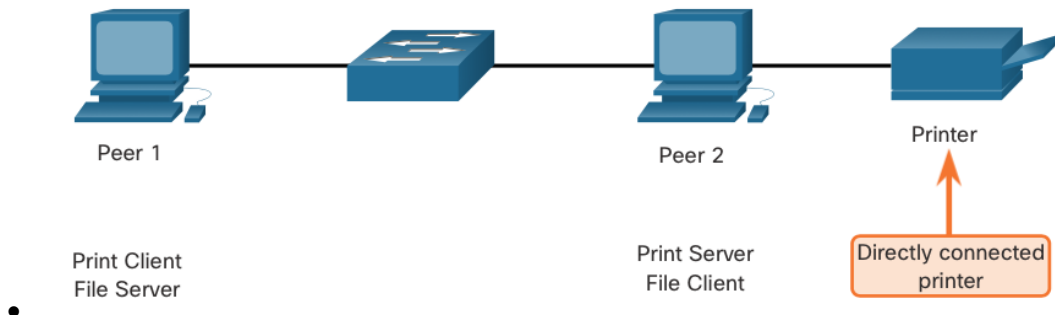 Peer 1
Peer 2
Printer
Print Client
File Server
Print Server
File Client
Directly connected
printer